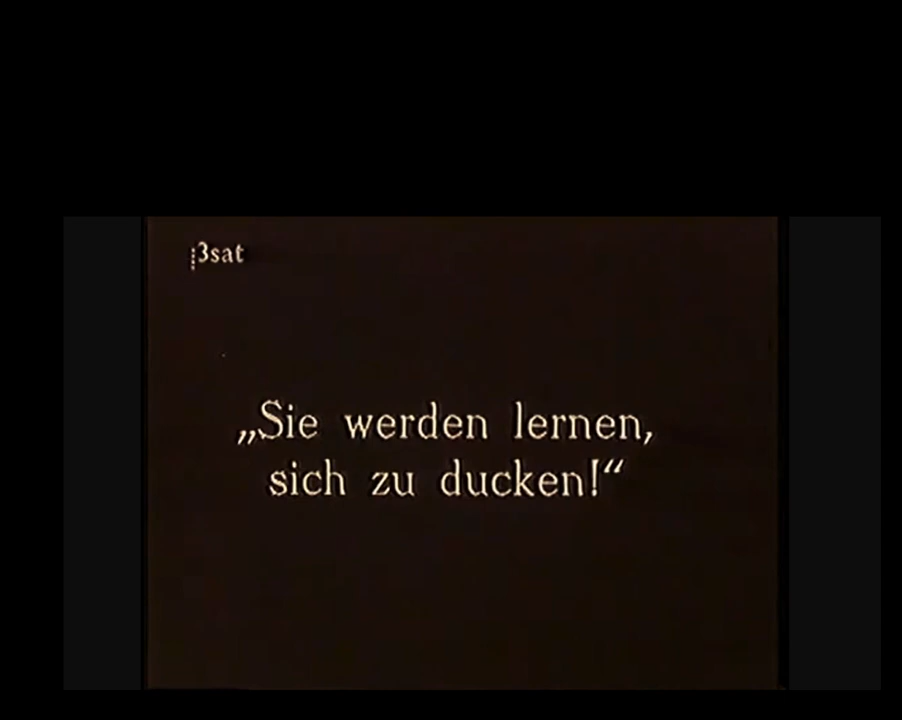 3sat
„Sie werden lernen,
sich zu ducken!“